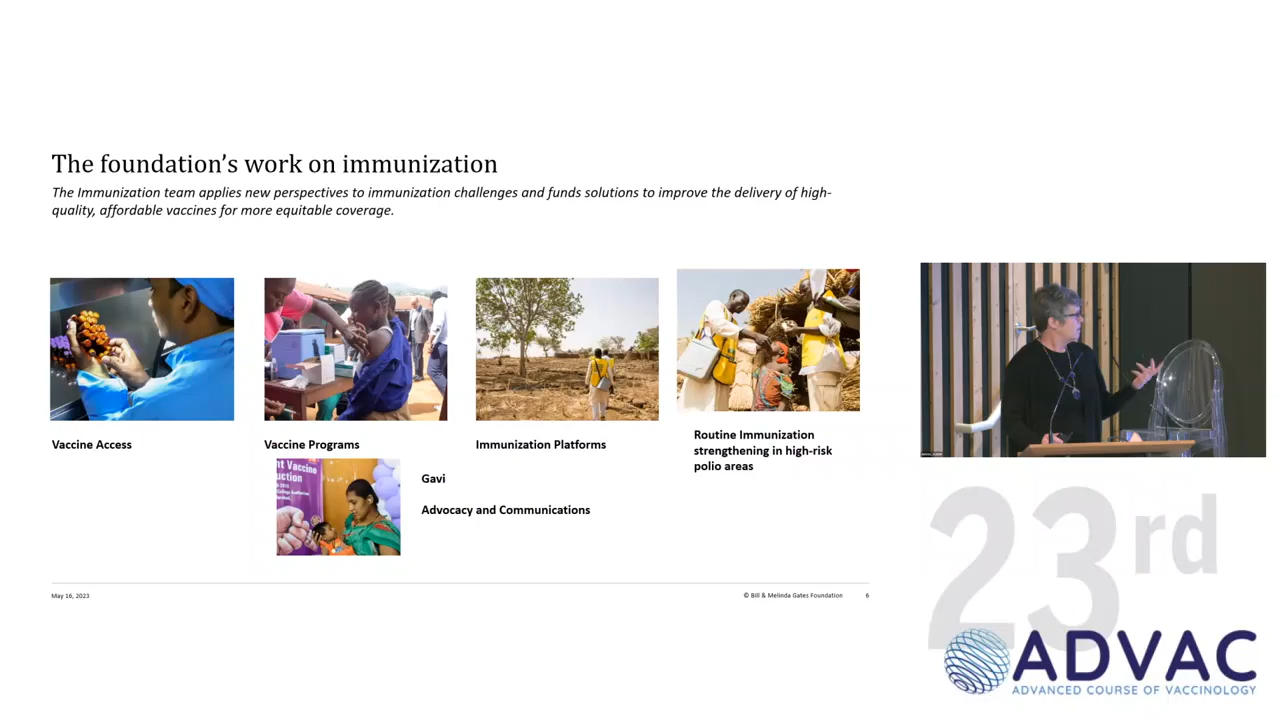 The foundation's work on immunization
The Immunization team applies new perspectives to immunization challenges and funds solutions to improve the delivery of high-
quality, affordable vaccines for more equitable coverage.
Vaccine Access
Vaccine Programs
Immunization Platforms
Routine Immunization
strengthening in high-risk
polio areas
nt Vaccine
uction
Gavi
Advocacy and Communications
May 16, 2023
© Bill & Melinda Gates Foundation
6
23rd
ADVAC
ADVANCED COURSE OF VACCINOLOGY